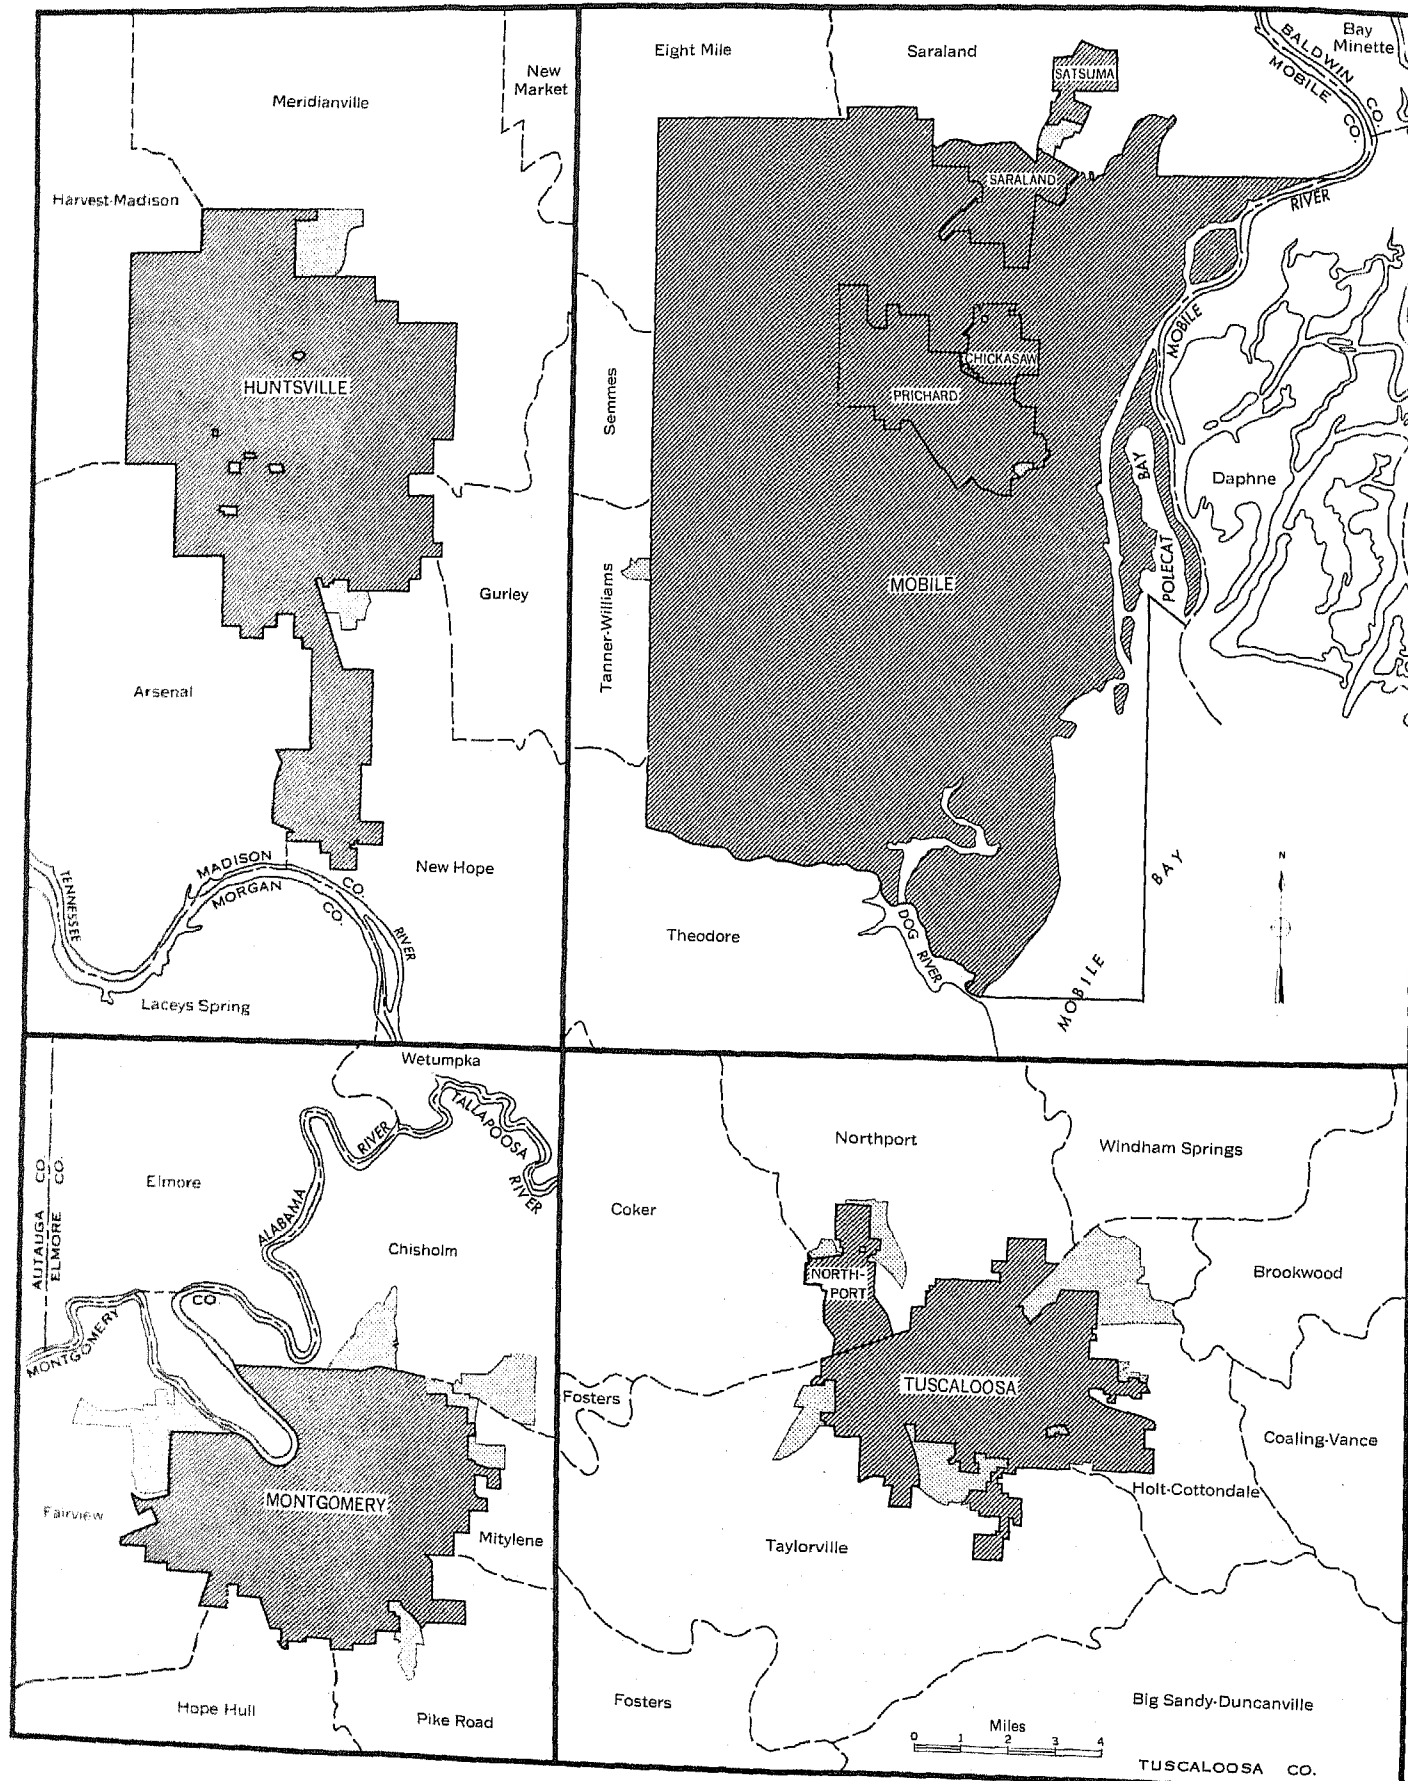 Meridianville
New
Market
Harvest-Madison
HUNTSVILLE
Gurley
Arsenal
New Hope
MADISON CO.
MORGAN CO.
TENNESSEE
RIVER
Laceys Spring
Eight Mile
Saraland
SATSUMA
Bay
Minette
BALDWIN CO.
MOBILE CO.
SARALAND
RIVER
MOBILE
Semmes
CHICKASAW
PRICHARD
BAY
POLECAT
Daphne
Tanner-Williams
MOBILE
N
BAY
MOBILE
Theodore
DOG RIVER
Wetumpka
TALLAPOOSA
RIVER
RIVER
ALABAMA
Elmore
AUTAUGA CO.
ELMORE CO.
Chisholm
MONTGOMERY
CO.
MONTGOMERY
Fairview
Mitylene
Hope Hull
Pike Road
Northport
Windham Springs
Coker
NORTH-
PORT
Brookwood
TUSCALOOSA
Fosters
Coaling-Vance
Holt-Cottondale
Taylorville
Fosters
Big Sandy-Duncanville
Miles
0 1 2 3 4
TUSCALOOSA CO.